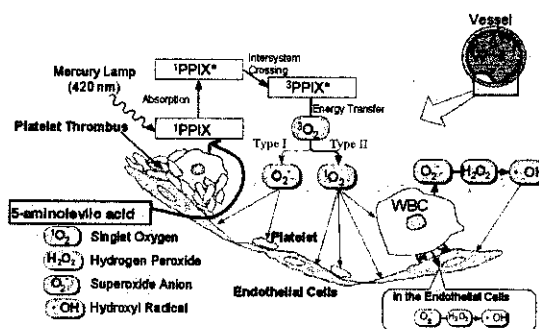 Vessel
Mercury Lamp
(420 nm)
¹PPIX*
Intersystem
Crossing
³PPIX*
Absorption
Energy Transfer
¹PPIX
³O₂
Platelet Thrombus
Type I
Type II
O₂⁻
¹O₂
O₂⁻
H₂O₂
·OH
WBC
5-aminolevlic acid
¹O₂ Singlet Oxygen
H₂O₂ Hydrogen Peroxide
O₂⁻ Superoxide Anion
·OH Hydroxyl Radical
Platelet
Endothelial Cells
In the Endothelial
Cells
O₂⁻ H₂O₂ ·OH